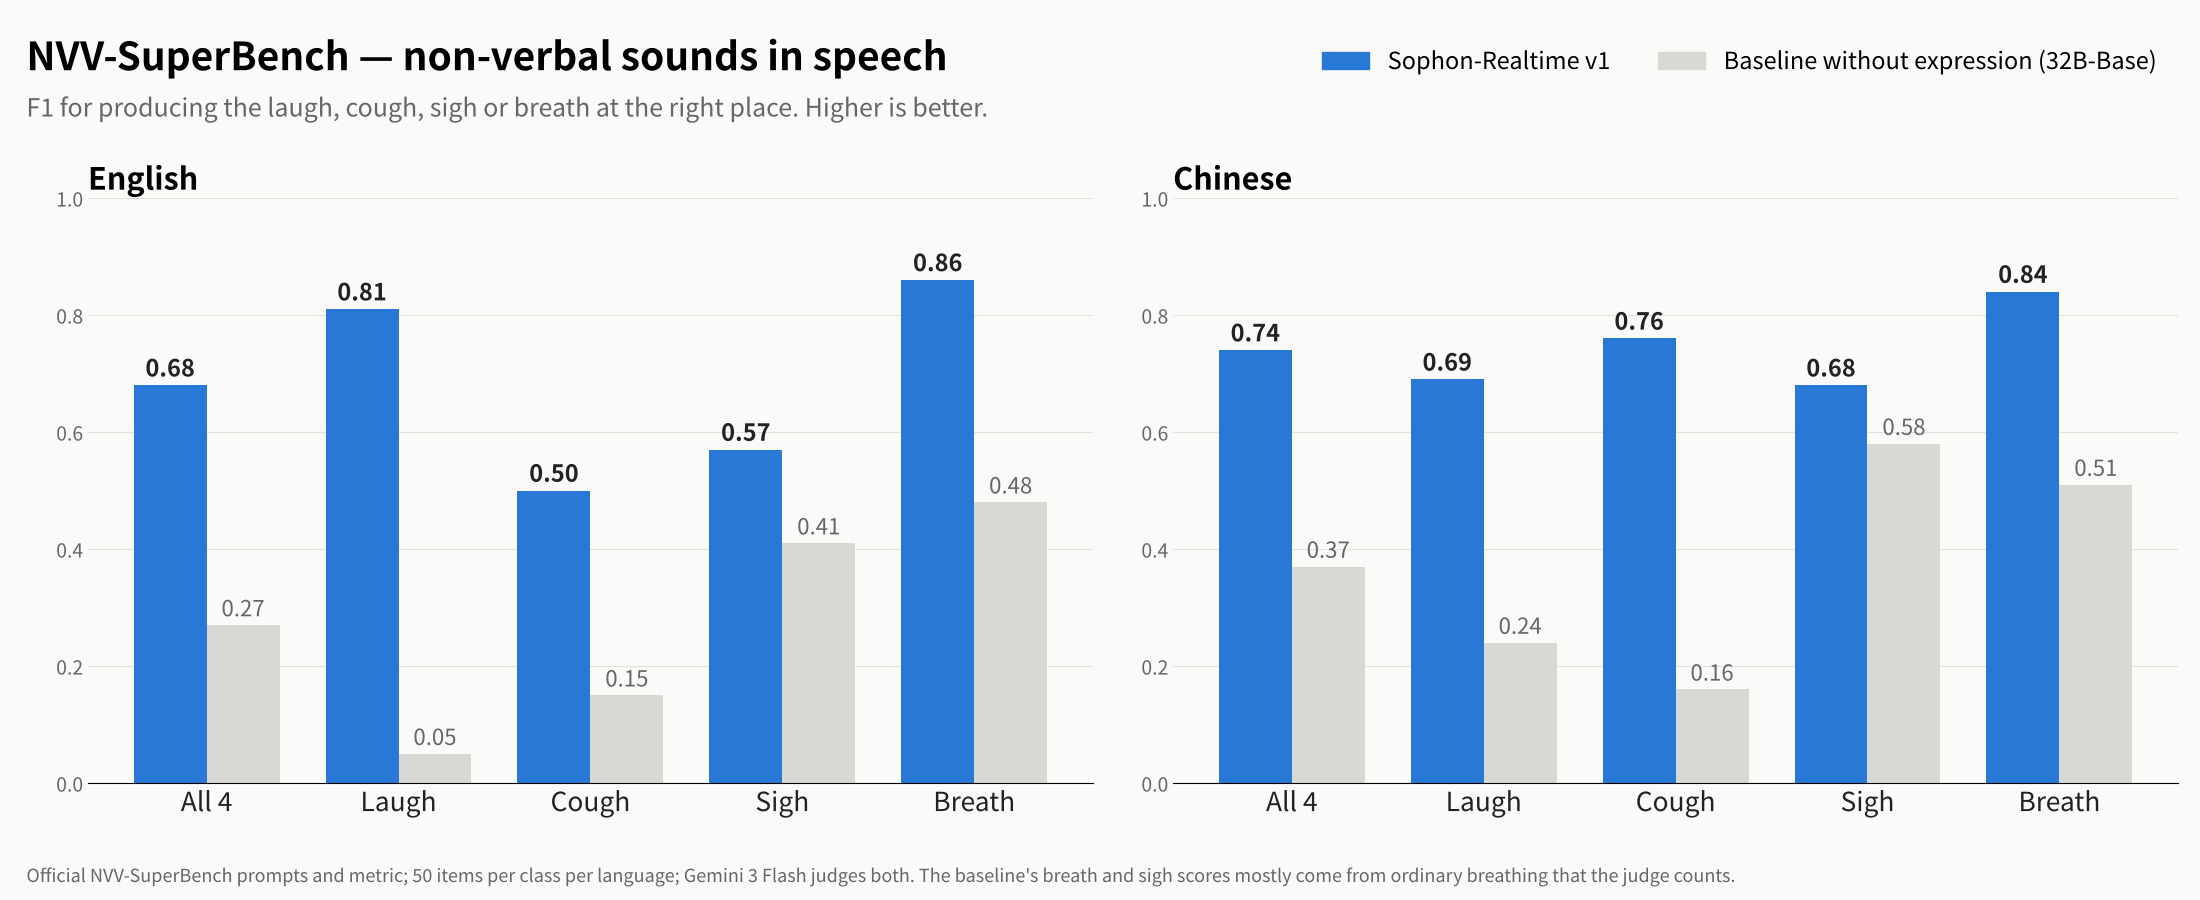 NVV-SuperBench — non-verbal sounds in speech
F1 for producing the laugh, cough, sigh or breath at the right place. Higher is better.
Sophon-Realtime v1
Baseline without expression (32B-Base)
English
1.0
0.8
0.6
0.4
0.2
0.0
0.68
0.27
0.81
0.05
0.50
0.15
0.57
0.41
0.86
0.48
All 4
Laugh
Cough
Sigh
Breath
Chinese
1.0
0.8
0.6
0.4
0.2
0.0
0.74
0.37
0.69
0.24
0.76
0.16
0.68
0.58
0.84
0.51
All 4
Laugh
Cough
Sigh
Breath
Official NVV-SuperBench prompts and metric; 50 items per class per language; Gemini 3 Flash judges both. The baseline's breath and sigh scores mostly come from ordinary breathing that the judge counts.